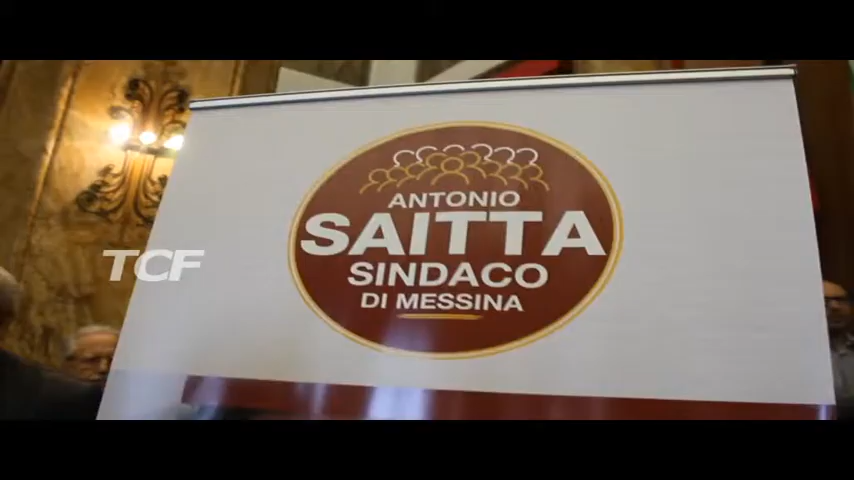 ANTONIO
SAITTA
SINDACO
DI MESSINA
TCF